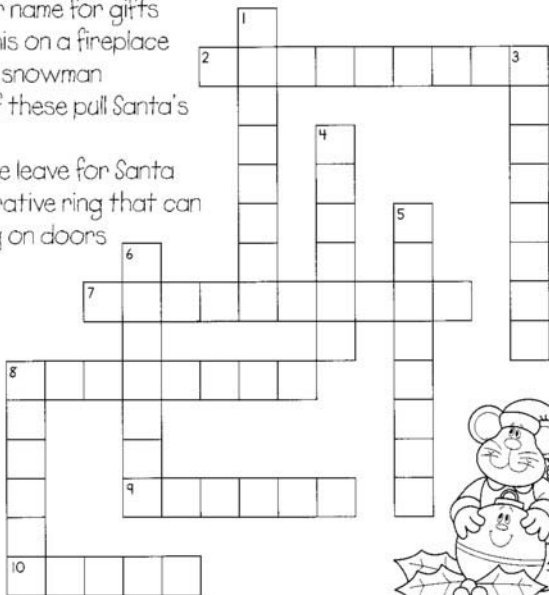 r name for gifts
his on a fireplace
snowman
f these pull Santa's
e leave for Santa
rative ring that can
g on doors
1
2
3
4
5
6
7
8
9
10